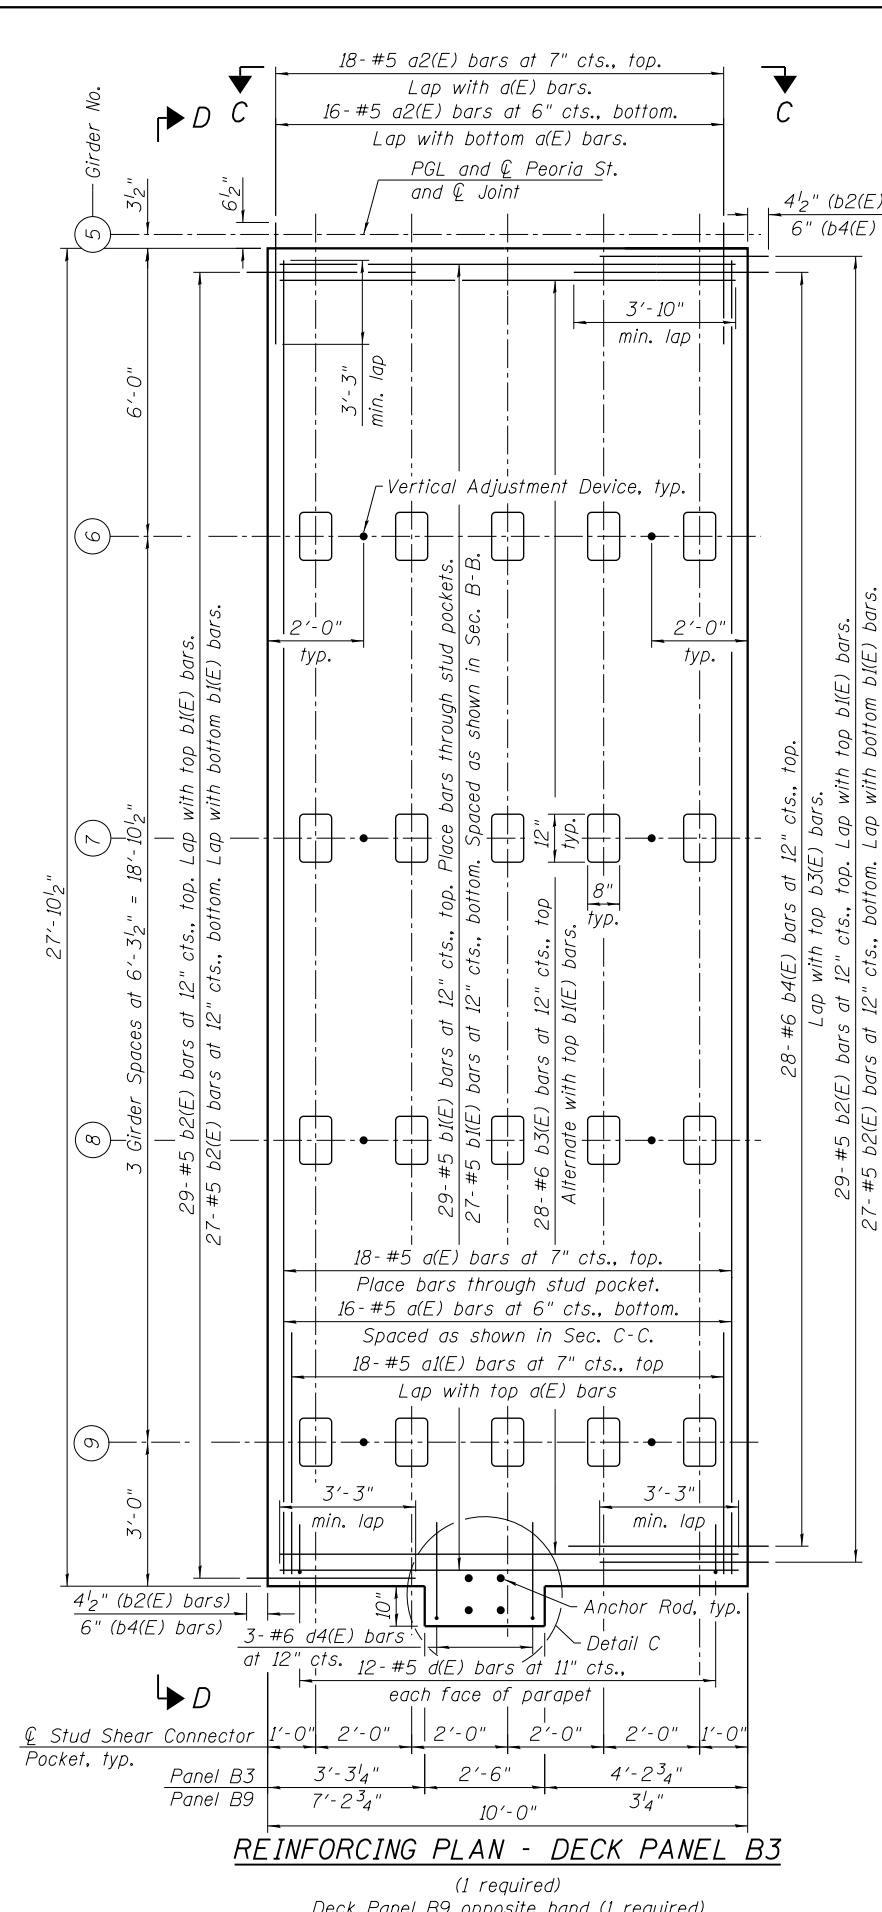 18- #5 a2(E) bars at 7" cts., top.
Lap with a(E) bars.
16- #5 a2(E) bars at 6" cts., bottom.
Lap with bottom a(E) bars.
C
C
D
Girder No.
PGL and ℄ Peoria St.
and ℄ Joint
3½"
6½"
4½" (b2(E)
6" (b4(E)
5
3'-10"
min. lap
3'-3"
min. lap
6'-0"
Vertical Adjustment Device, typ.
6
2'-0"
typ.
2'-0"
typ.
27'-10½"
3 Girder Spaces at 6'-3½" = 18'-10½"
29- #5 b2(E) bars at 12" cts., top. Lap with top b1(E) bars.
27- #5 b2(E) bars at 12" cts., bottom. Lap with bottom b1(E) bars.
29- #5 b1(E) bars at 12" cts., top. Place bars through stud pockets.
27- #5 b1(E) bars at 12" cts., bottom. Spaced as shown in Sec. B-B.
28- #6 b3(E) bars at 12" cts., top
Alternate with top b1(E) bars.
28- #6 b4(E) bars at 12" cts., top.
Lap with top b3(E) bars.
29- #5 b2(E) bars at 12" cts., top. Lap with top b1(E) bars.
27- #5 b2(E) bars at 12" cts., bottom. Lap with bottom b1(E) bars.
7
12"
typ.
8"
typ.
8
18- #5 a(E) bars at 7" cts., top.
Place bars through stud pocket.
16- #5 a(E) bars at 6" cts., bottom.
Spaced as shown in Sec. C-C.
18- #5 a1(E) bars at 7" cts., top
Lap with top a(E) bars
9
3'-0"
3'-3"
min. lap
3'-3"
min. lap
4½" (b2(E) bars)
6" (b4(E) bars)
10"
Anchor Rod, typ.
3- #6 d4(E) bars
at 12" cts.
Detail C
12- #5 d(E) bars at 11" cts.,
each face of parapet
D
℄ Stud Shear Connector
Pocket, typ.
1'-0" 2'-0" 2'-0" 2'-0" 2'-0" 1'-0"
Panel B3 3'-3¼" 2'-6" 4'-2¾"
Panel B9 7'-2¾" 3¼"
10'-0"
REINFORCING PLAN - DECK PANEL B3
(1 required)
Deck Panel B9 opposite hand (1 required)